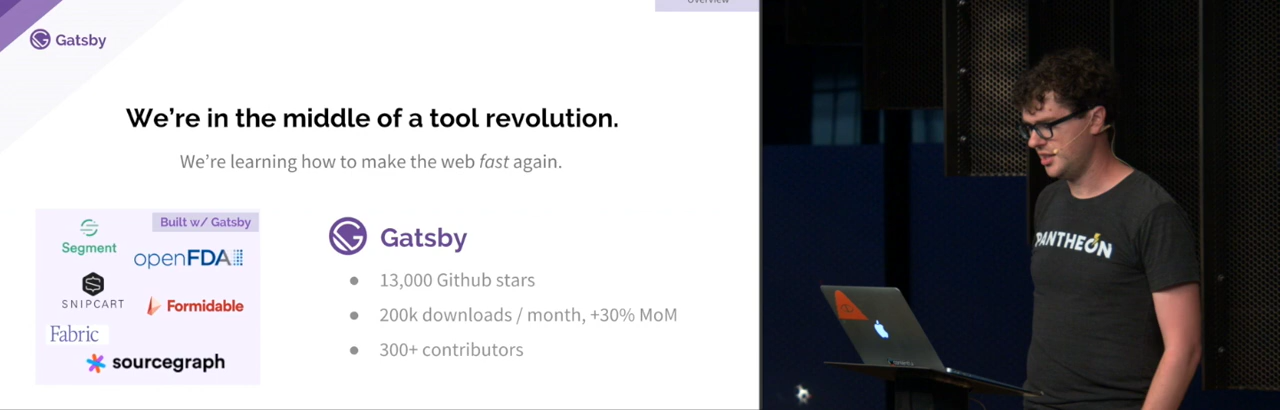 Overview
Gatsby
We're in the middle of a tool revolution.
We're learning how to make the web fast again.
Built w/ Gatsby
Segment
openFDA
SNIPCART
Formidable
Fabric
sourcegraph
Gatsby
● 13,000 Github stars
● 200k downloads / month, +30% MoM
● 300+ contributors
PANTHEON